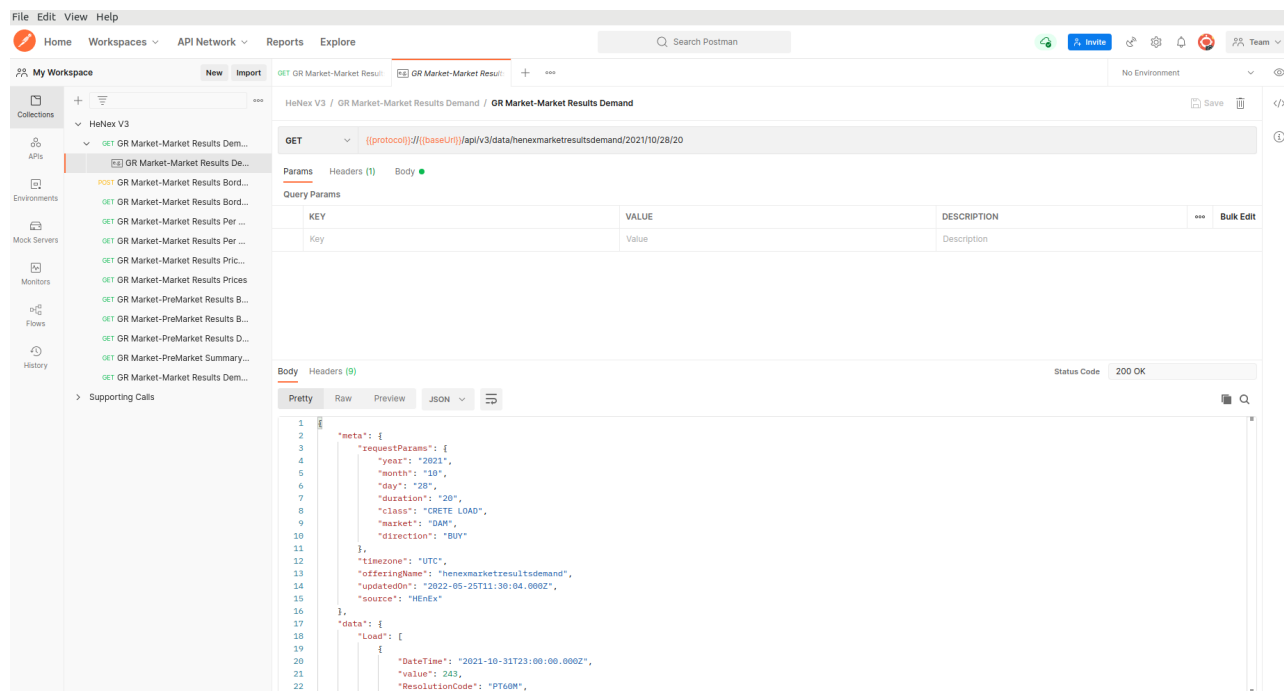 File Edit View Help
Home Workspaces API Network Reports Explore
Search Postman
Invite
Team
My Workspace
New Import
GET GR Market-Market Resul
e.g. GR Market-Market Resul
No Environment
Collections
APIs
Environments
Mock Servers
Monitors
Flows
History
HeNex V3
GET GR Market-Market Results Dem...
e.g. GR Market-Market Results De...
POST GR Market-Market Results Bord...
GET GR Market-Market Results Bord...
GET GR Market-Market Results Per ...
GET GR Market-Market Results Per ...
GET GR Market-Market Results Pric...
GET GR Market-Market Results Prices
GET GR Market-PreMarket Results B...
GET GR Market-PreMarket Results B...
GET GR Market-PreMarket Results D...
GET GR Market-PreMarket Summary...
GET GR Market-Market Results Dem...
Supporting Calls
HeNex V3 / GR Market-Market Results Demand / GR Market-Market Results Demand
Save
GET {{protocol}}://{{baseUrl}}/api/v3/data/henexmarketresultsdemand/2021/10/28/20
Params Headers (1) Body
Query Params
KEY VALUE DESCRIPTION Bulk Edit
Key Value Description
Body Headers (9) Status Code 200 OK
Pretty Raw Preview JSON
1 {
2 "meta": {
3 "requestParams": {
4 "year": "2021",
5 "month": "10",
6 "day": "28",
7 "duration": "20",
8 "class": "CRETE LOAD",
9 "market": "DAM",
10 "direction": "BUY"
11 },
12 "timezone": "UTC",
13 "offeringName": "henexmarketresultsdemand",
14 "updatedOn": "2022-05-25T11:30:04.000Z",
15 "source": "HEnEx"
16 },
17 "data": {
18 "Load": [
19 {
20 "DateTime": "2021-10-31T23:00:00.000Z",
21 "value": 243,
22 "ResolutionCode": "PT60M",